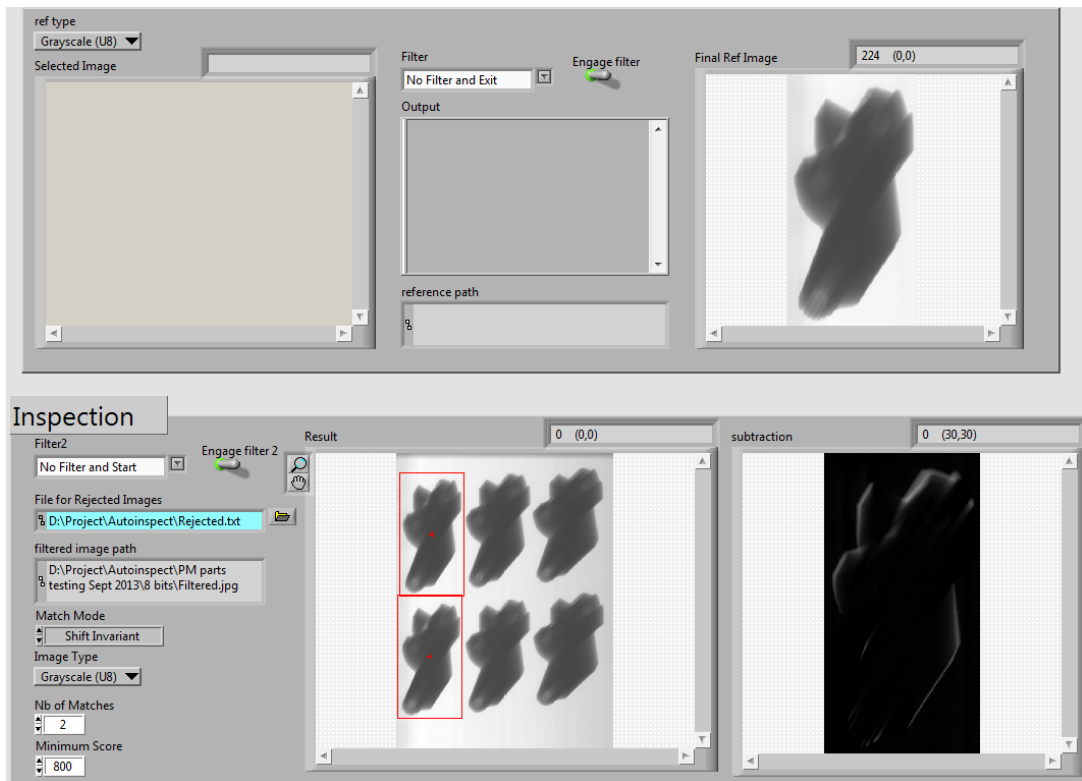 ref type
Grayscale (U8)
Selected Image
Filter
No Filter and Exit
Engage filter
Output
reference path
Final Ref Image
224 (0,0)
Inspection
Filter2
No Filter and Start
Engage filter 2
File for Rejected Images
D:\Project\Autoinspect\Rejected.txt
filtered image path
D:\Project\Autoinspect\PM parts
testing Sept 2013\8 bits\Filtered.jpg
Match Mode
Shift Invariant
Image Type
Grayscale (U8)
Nb of Matches
2
Minimum Score
800
Result
0 (0,0)
subtraction
0 (30,30)